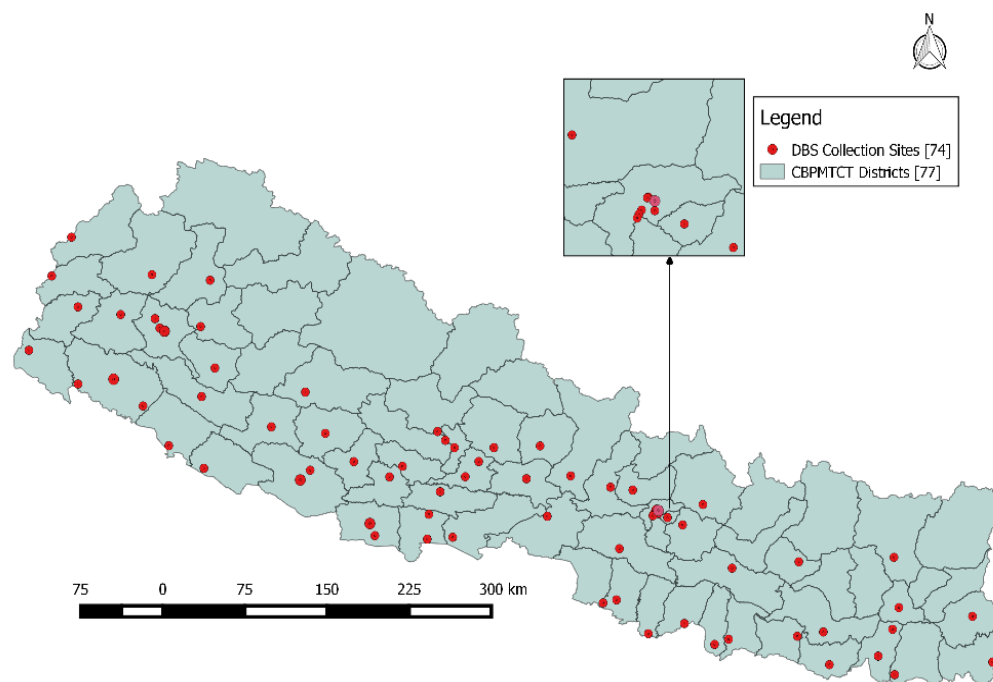 N
Legend
DBS Collection Sites [74]
CBPMTCT Districts [77]
75 0 75 150 225 300 km